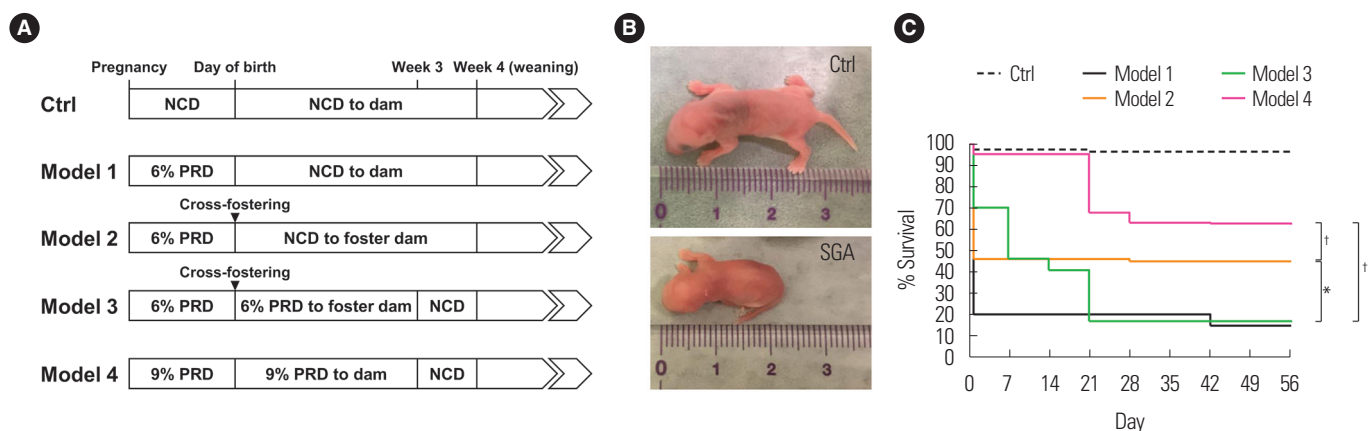 A
Pregnancy Day of birth Week 3 Week 4 (weaning)
Ctrl NCD NCD to dam
Model 1 6% PRD NCD to dam
Cross-fostering
Model 2 6% PRD NCD to foster dam
Cross-fostering
Model 3 6% PRD 6% PRD to foster dam NCD
Model 4 9% PRD 9% PRD to dam NCD
B
Ctrl
0 1 2 3
SGA
0 1 2 3
C
Ctrl Model 1 Model 3
Model 2 Model 4
% Survival
100
90
80
70
60
50
40
30
20
10
0
† 
*
†
0 7 14 21 28 35 42 49 56
Day